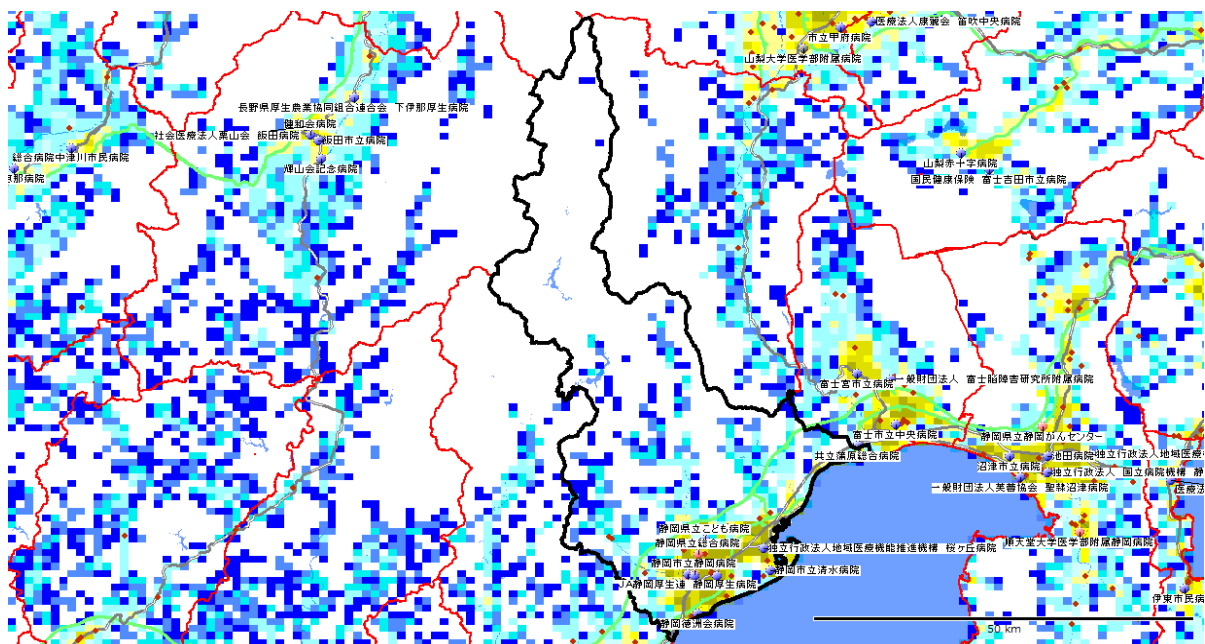 医療法人康麗会 笛吹中央病院
市立甲府病院
山梨大学医学部附属病院
長野県厚生農業協同組合連合会 下伊那厚生病院
健和会病院
社会医療法人栗山会 飯田病院
飯田市立病院
総合病院中津川市民病院
輝山会記念病院
山梨赤十字病院
那病院
国民健康保険 富士吉田市立病院
一般財団法人 富士脳障害研究所附属病院
富士宮市立病院
富士市立中央病院
静岡県立静岡がんセンター
共立蒲原総合病院
池田病院
独立行政法人地域医療機
沼津市立病院
独立行政法人 国立病院機構 静
一般財団法人芙蓉協会 聖隷沼津病院
医療法
静岡県立こども病院
静岡県立総合病院
独立行政法人地域医療機能推進機構 桜ヶ丘病院
順天堂大学医学部附属静岡病院
静岡市立静岡病院
静岡市立清水病院
JA静岡厚生連 静岡厚生病院
伊東市民病
静岡徳洲会病院
50 km